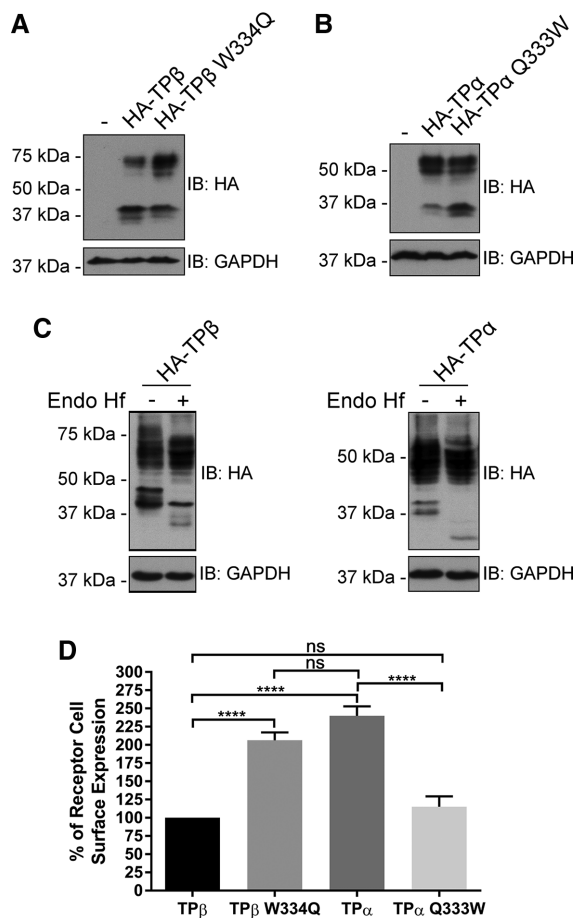 A
- HA-TPβ HA-TPβ W334Q
75 kDa -
50 kDa -
37 kDa -
IB: HA
37 kDa -
IB: GAPDH
B
- HA-TPα HA-TPα Q333W
50 kDa -
37 kDa -
IB: HA
37 kDa -
IB: GAPDH
C
HA-TPβ
Endo Hf - +
75 kDa -
50 kDa -
37 kDa -
IB: HA
37 kDa -
IB: GAPDH
HA-TPα
Endo Hf - +
50 kDa -
37 kDa -
IB: HA
37 kDa -
IB: GAPDH
D
% of Receptor Cell
Surface Expression
300
275
250
225
200
175
150
125
100
75
50
25
0
ns
ns
****
****
****
TPβ TPβ W334Q TPα TPα Q333W